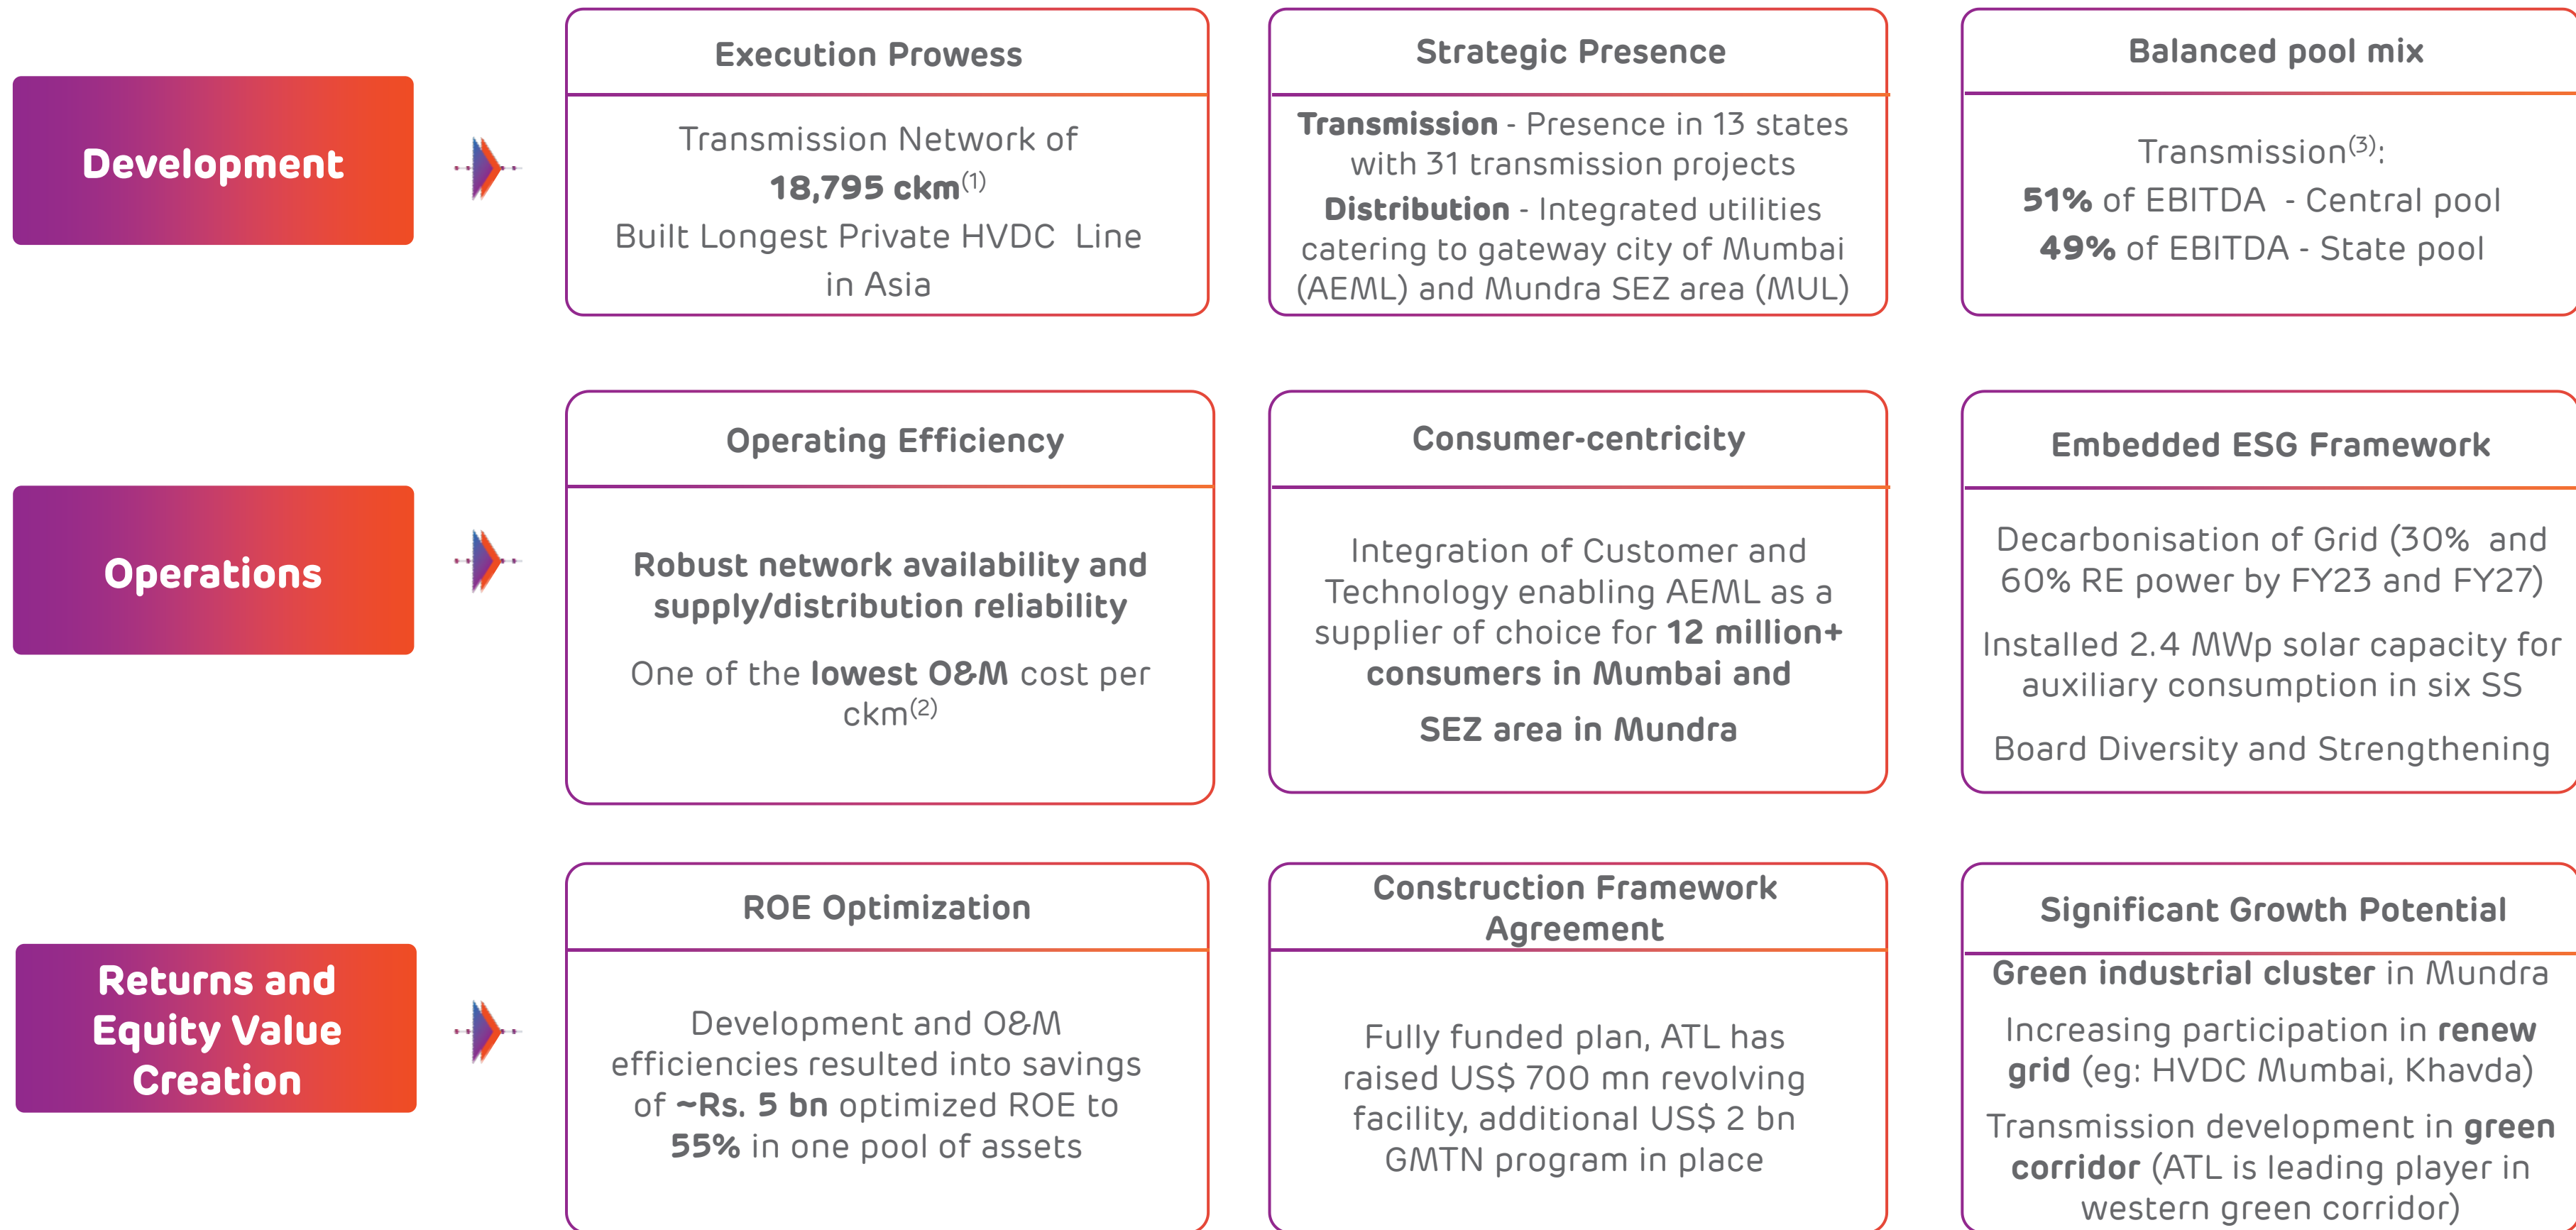 Development
Execution Prowess
Transmission Network of
18,795 ckm(1)
Built Longest Private HVDC Line
in Asia
Strategic Presence
Transmission - Presence in 13 states
with 31 transmission projects
Distribution - Integrated utilities
catering to gateway city of Mumbai
(AEML) and Mundra SEZ area (MUL)
Balanced pool mix
Transmission(3):
51% of EBITDA - Central pool
49% of EBITDA - State pool
Operations
Operating Efficiency
Robust network availability and
supply/distribution reliability
One of the lowest O&M cost per
ckm(2)
Consumer-centricity
Integration of Customer and
Technology enabling AEML as a
supplier of choice for 12 million+
consumers in Mumbai and
SEZ area in Mundra
Embedded ESG Framework
Decarbonisation of Grid (30% and
60% RE power by FY23 and FY27)
Installed 2.4 MWp solar capacity for
auxiliary consumption in six SS
Board Diversity and Strengthening
Returns and
Equity Value
Creation
ROE Optimization
Development and O&M
efficiencies resulted into savings
of ~Rs. 5 bn optimized ROE to
55% in one pool of assets
Construction Framework
Agreement
Fully funded plan, ATL has
raised US$ 700 mn revolving
facility, additional US$ 2 bn
GMTN program in place
Significant Growth Potential
Green industrial cluster in Mundra
Increasing participation in renew
grid (eg: HVDC Mumbai, Khavda)
Transmission development in green
corridor (ATL is leading player in
western green corridor)